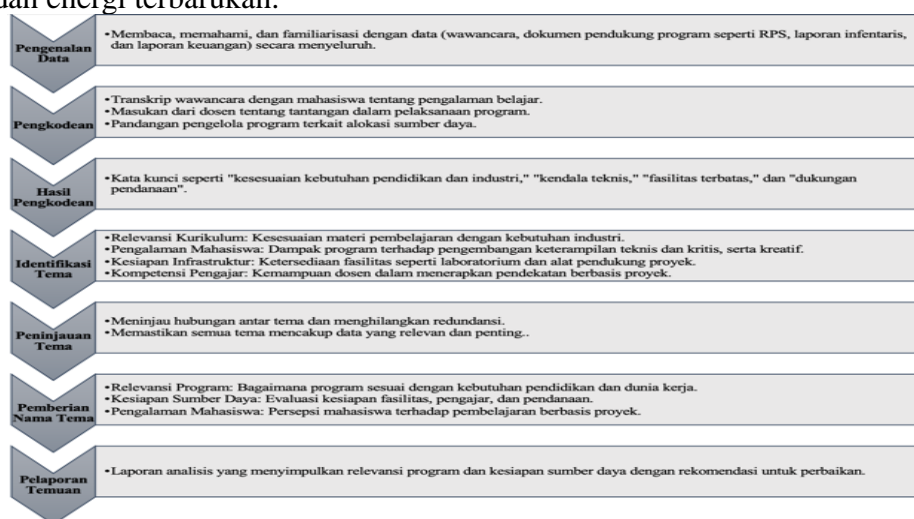 dan energi terbarukan.
Pengenalan
Data
•Membaca, memahami, dan familiarisasi dengan data (wawancara, dokumen pendukung program seperti RPS, laporan infentaris,
dan laporan keuangan) secara menyeluruh.
Pengkodean
•Transkrip wawancara dengan mahasiswa tentang pengalaman belajar.
•Masukan dari dosen tentang tantangan dalam pelaksanaan program.
•Pandangan pengelola program terkait alokasi sumber daya.
Hasil
Pengkodean
•Kata kunci seperti "kesesuaian kebutuhan pendidikan dan industri," "kendala teknis," "fasilitas terbatas," dan "dukungan
pendanaan".
Identifikasi
Tema
•Relevansi Kurikulum: Kesesuaian materi pembelajaran dengan kebutuhan industri.
•Pengalaman Mahasiswa: Dampak program terhadap pengembangan keterampilan teknis dan kritis, serta kreatif.
•Kesiapan Infrastruktur: Ketersediaan fasilitas seperti laboratorium dan alat pendukung proyek.
•Kompetensi Pengajar: Kemampuan dosen dalam menerapkan pendekatan berbasis proyek.
Peninjauan
Tema
•Meninjau hubungan antar tema dan menghilangkan redundansi.
•Memastikan semua tema mencakup data yang relevan dan penting..
Pemberian
Nama Tema
•Relevansi Program: Bagaimana program sesuai dengan kebutuhan pendidikan dan dunia kerja.
•Kesiapan Sumber Daya: Evaluasi kesiapan fasilitas, pengajar, dan pendanaan.
•Pengalaman Mahasiswa: Persepsi mahasiswa terhadap pembelajaran berbasis proyek.
Pelaporan
Temuan
•Laporan analisis yang menyimpulkan relevansi program dan kesiapan sumber daya dengan rekomendasi untuk perbaikan.